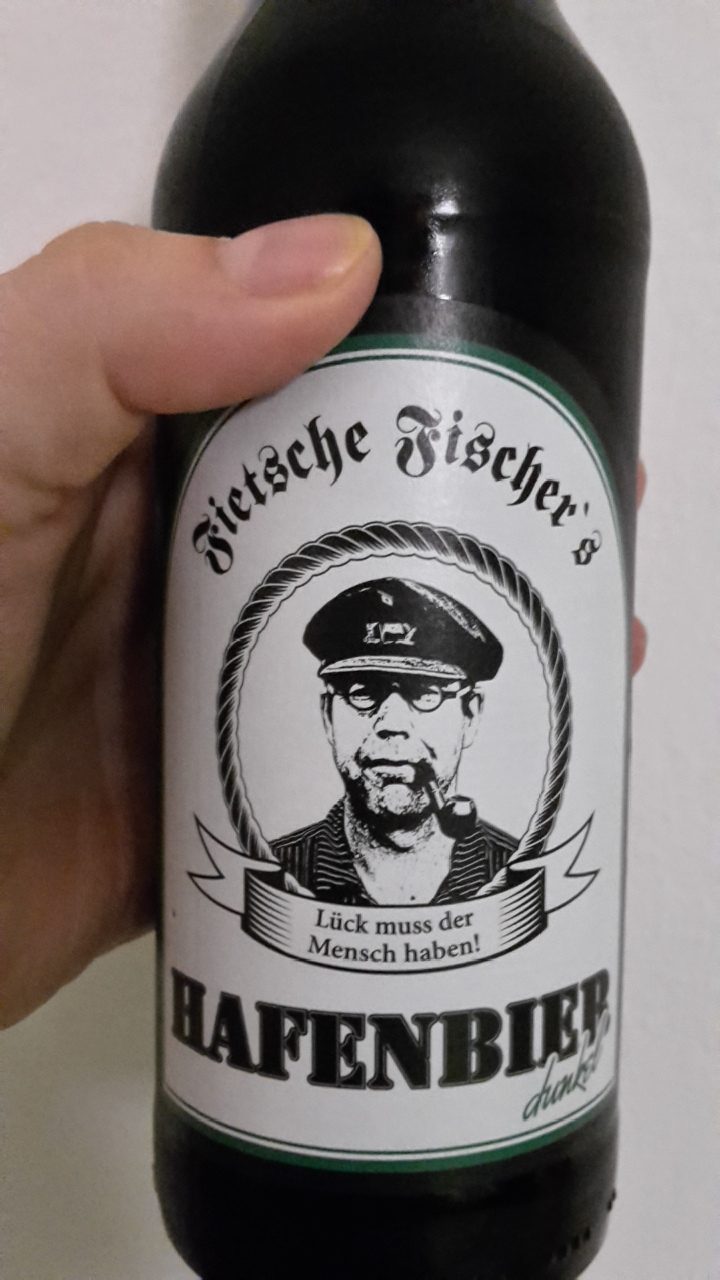 Fietsche Fischer's
Lück muss der
Mensch haben!
HAFENBIER
dunkel